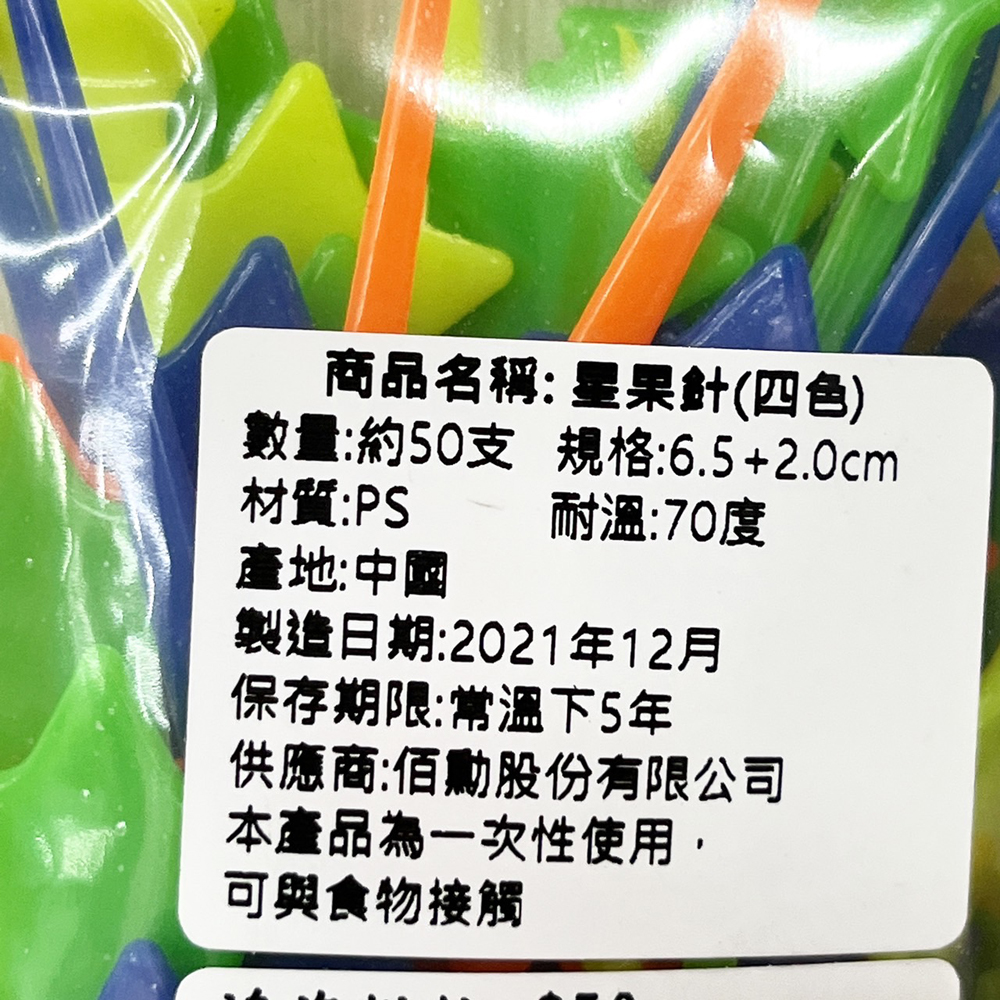 商品名稱: 星果針(四色)
數量:約50支 規格:6.5+2.0cm
材質:PS 耐溫:70度
產地:中國
製造日期:2021年12月
保存期限:常溫下5年
供應商:佰勳股份有限公司
本產品為一次性使用，
可與食物接觸